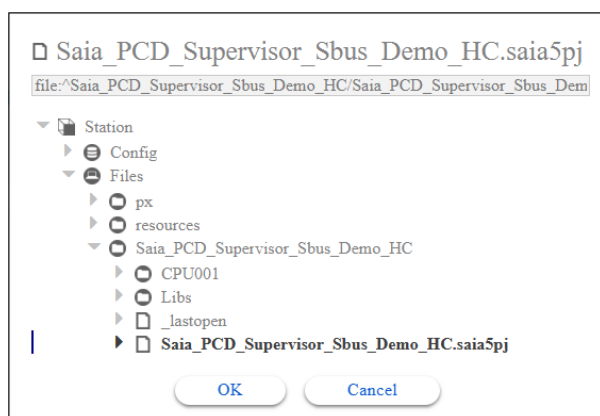 Saia_PCD_Supervisor_Sbus_Demo_HC.saia5pj
file:^Saia_PCD_Supervisor_Sbus_Demo_HC/Saia_PCD_Supervisor_Sbus_Dem
Station
Config
Files
px
resources
Saia_PCD_Supervisor_Sbus_Demo_HC
CPU001
Libs
_lastopen
Saia_PCD_Supervisor_Sbus_Demo_HC.saia5pj
OK Cancel